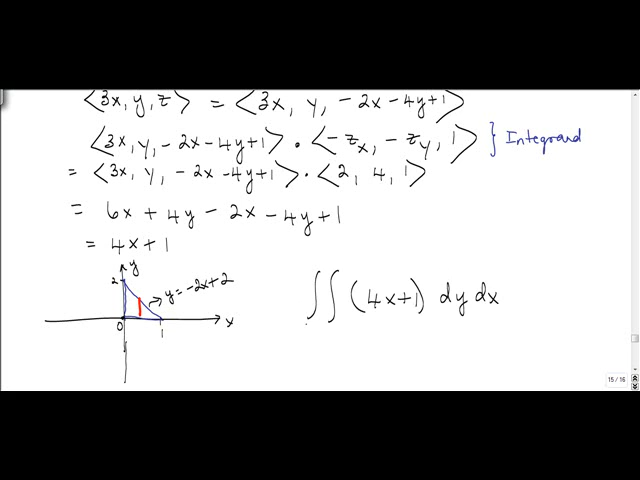 ⟨3x, y, z⟩ = ⟨3x, y, -2x-4y+1⟩
⟨3x, y, -2x-4y+1⟩ · ⟨-z_x, -z_y, 1⟩ } Integrand
= ⟨3x, y, -2x-4y+1⟩ · ⟨2, 4, 1⟩
= 6x + 4y - 2x - 4y + 1
= 4x+1
y
2
y = -2x+2
0
1
x
∫∫ (4x+1) dy dx
15 / 16